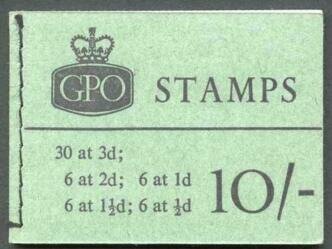 GPO STAMPS
30 at 3d;
6 at 2d; 6 at 1d
6 at 1½d; 6 at ½d
10/-